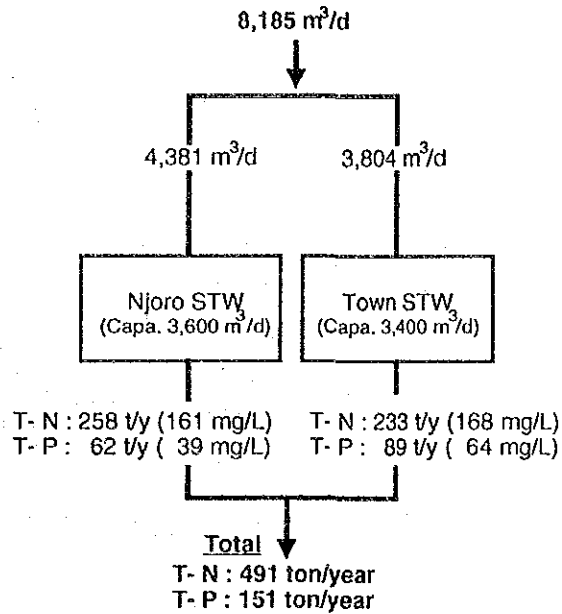 8,185 m³/d
4,381 m³/d
3,804 m³/d
Njoro STW
(Capa. 3,600 m³/d)
Town STW
(Capa. 3,400 m³/d)
T- N : 258 t/y (161 mg/L)
T- P : 62 t/y ( 39 mg/L)
T- N : 233 t/y (168 mg/L)
T- P : 89 t/y ( 64 mg/L)
Total
T- N : 491 ton/year
T- P : 151 ton/year